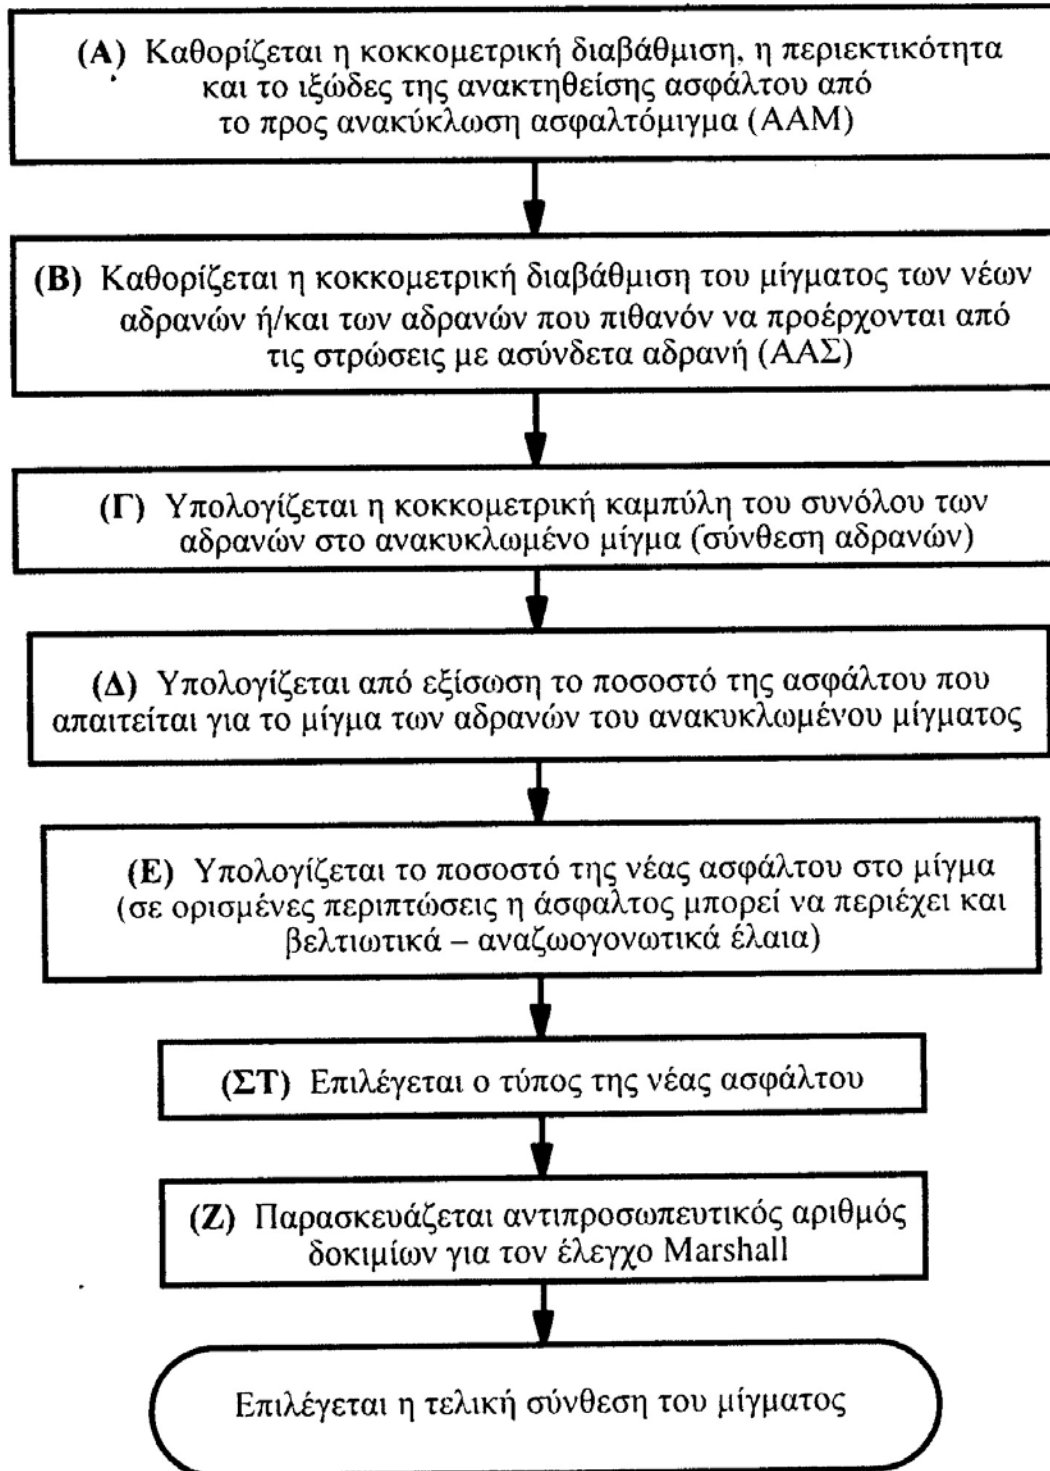 (Α) Καθορίζεται η κοκκομετρική διαβάθμιση, η περιεκτικότητα
και το ιξώδες της ανακτηθείσης ασφάλτου από
το προς ανακύκλωση ασφαλτόμιγμα (ΑΑΜ)
(Β) Καθορίζεται η κοκκομετρική διαβάθμιση του μίγματος των νέων
αδρανών ή/και των αδρανών που πιθανόν να προέρχονται από
τις στρώσεις με ασύνδετα αδρανή (ΑΑΣ)
(Γ) Υπολογίζεται η κοκκομετρική καμπύλη του συνόλου των
αδρανών στο ανακυκλωμένο μίγμα (σύνθεση αδρανών)
(Δ) Υπολογίζεται από εξίσωση το ποσοστό της ασφάλτου που
απαιτείται για το μίγμα των αδρανών του ανακυκλωμένου μίγματος
(Ε) Υπολογίζεται το ποσοστό της νέας ασφάλτου στο μίγμα
(σε ορισμένες περιπτώσεις η άσφαλτος μπορεί να περιέχει και
βελτιωτικά – αναζωογονωτικά έλαια)
(ΣΤ) Επιλέγεται ο τύπος της νέας ασφάλτου
(Ζ) Παρασκευάζεται αντιπροσωπευτικός αριθμός
δοκιμίων για τον έλεγχο Marshall
Επιλέγεται η τελική σύνθεση του μίγματος